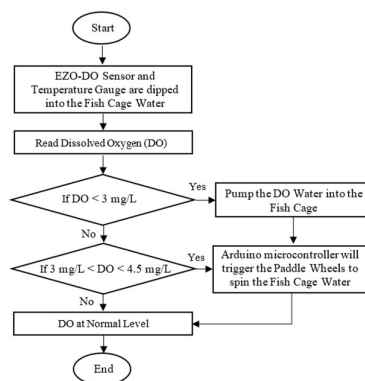 Start
EZO-DO Sensor and
Temperature Gauge are dipped
into the Fish Cage Water
Read Dissolved Oxygen (DO)
If DO < 3 mg/L
Yes
Pump the DO Water into the
Fish Cage
No
If 3 mg/L < DO < 4.5 mg/L
Yes
Arduino microcontroller will
trigger the Paddle Wheels to
spin the Fish Cage Water
No
DO at Normal Level
End